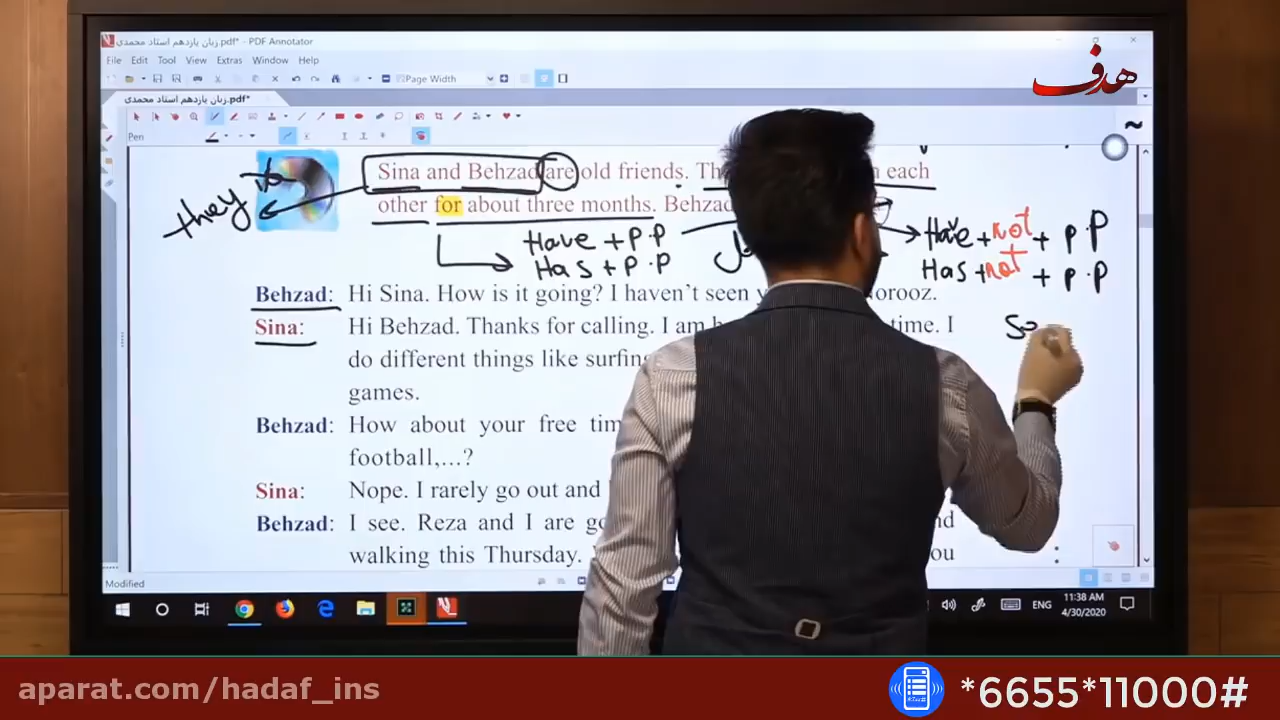 زبان یازدهم استاد محمدی.pdf* - PDF Annotator
هدف
File Edit Tool View Extras Window Help
Page Width
زبان یازدهم استاد محمدی.pdf*
Pen
Sina and Behzad are old friends. Th n each
they
other for about three months. Behzad
Have + P.P
Has + P.P
Have + not + P.P
Has + not + P.P
Behzad: Hi Sina. How is it going? I haven't seen y orooz.
Sina: Hi Behzad. Thanks for calling. I am h time. I
do different things like surfin
games.
Behzad: How about your free tim
football,...?
Sina: Nope. I rarely go out and
Behzad: I see. Reza and I are go nd
walking this Thursday. ou
Modified
ENG
11:38 AM
4/30/2020
aparat.com/hadaf_ins
*6655*11000#